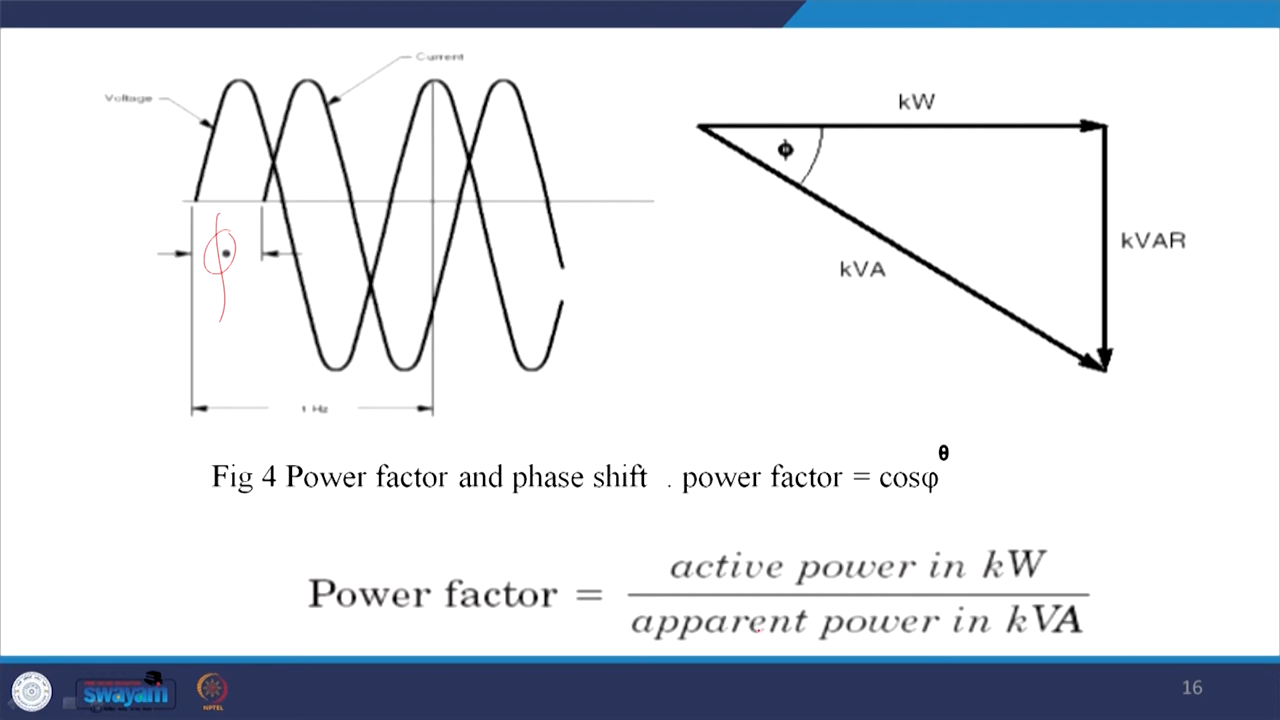 Current
Voltage
kW
ϕ
ϕ
kVAR
kVA
1 Hz
θ
Fig 4 Power factor and phase shift . power factor = cosφ
Power factor = active power in kW
apparent power in kVA
swayam
NPTEL
16